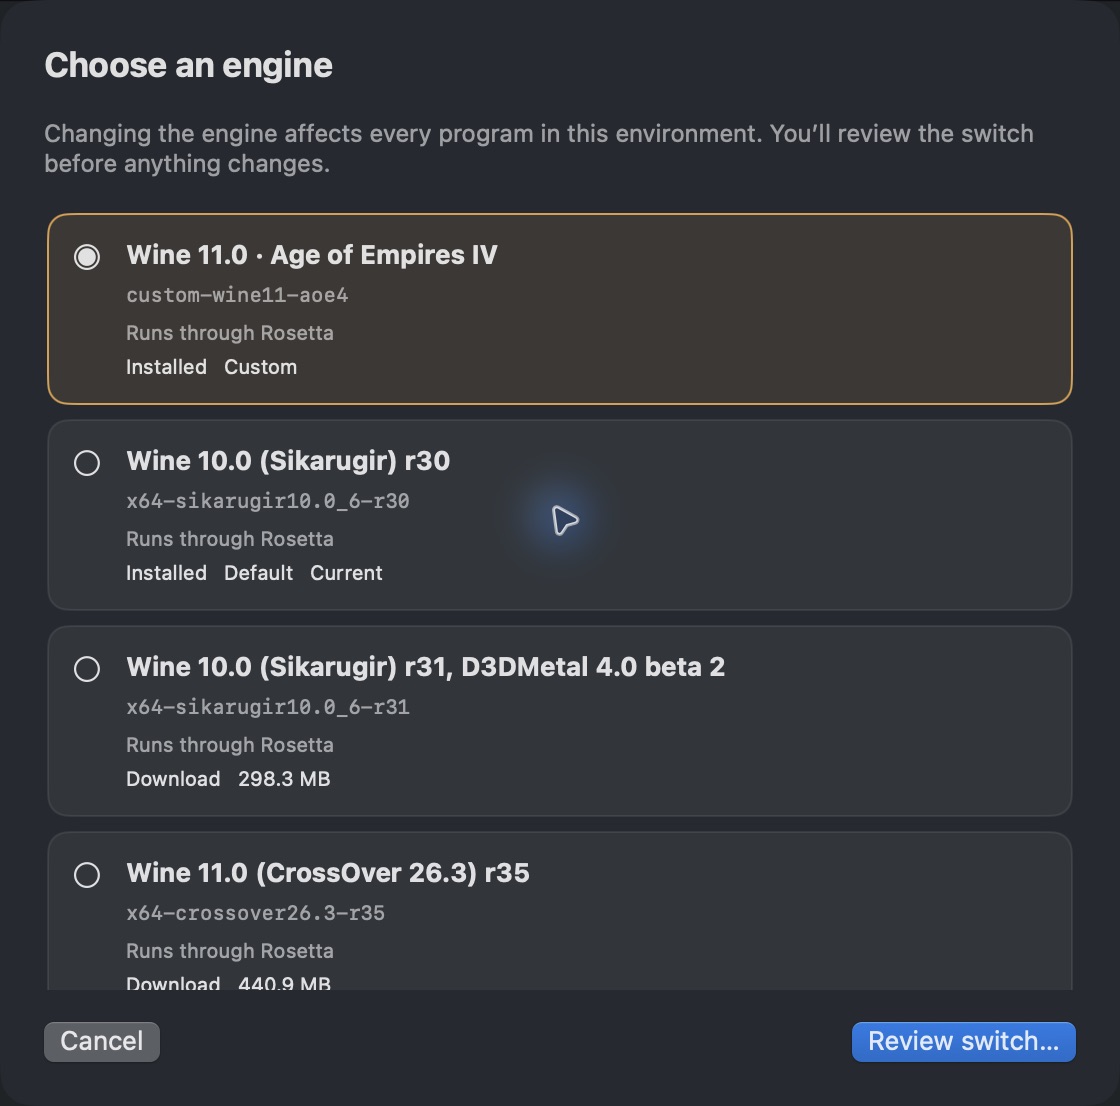 Choose an engine
Changing the engine affects every program in this environment. You’ll review the switch
before anything changes.
Wine 11.0 · Age of Empires IV
custom-wine11-aoe4
Runs through Rosetta
Installed Custom
Wine 10.0 (Sikarugir) r30
x64-sikarugir10.0_6-r30
Runs through Rosetta
Installed Default Current
Wine 10.0 (Sikarugir) r31, D3DMetal 4.0 beta 2
x64-sikarugir10.0_6-r31
Runs through Rosetta
Download 298.3 MB
Wine 11.0 (CrossOver 26.3) r35
x64-crossover26.3-r35
Runs through Rosetta
Download 440.9 MB
Cancel
Review switch...